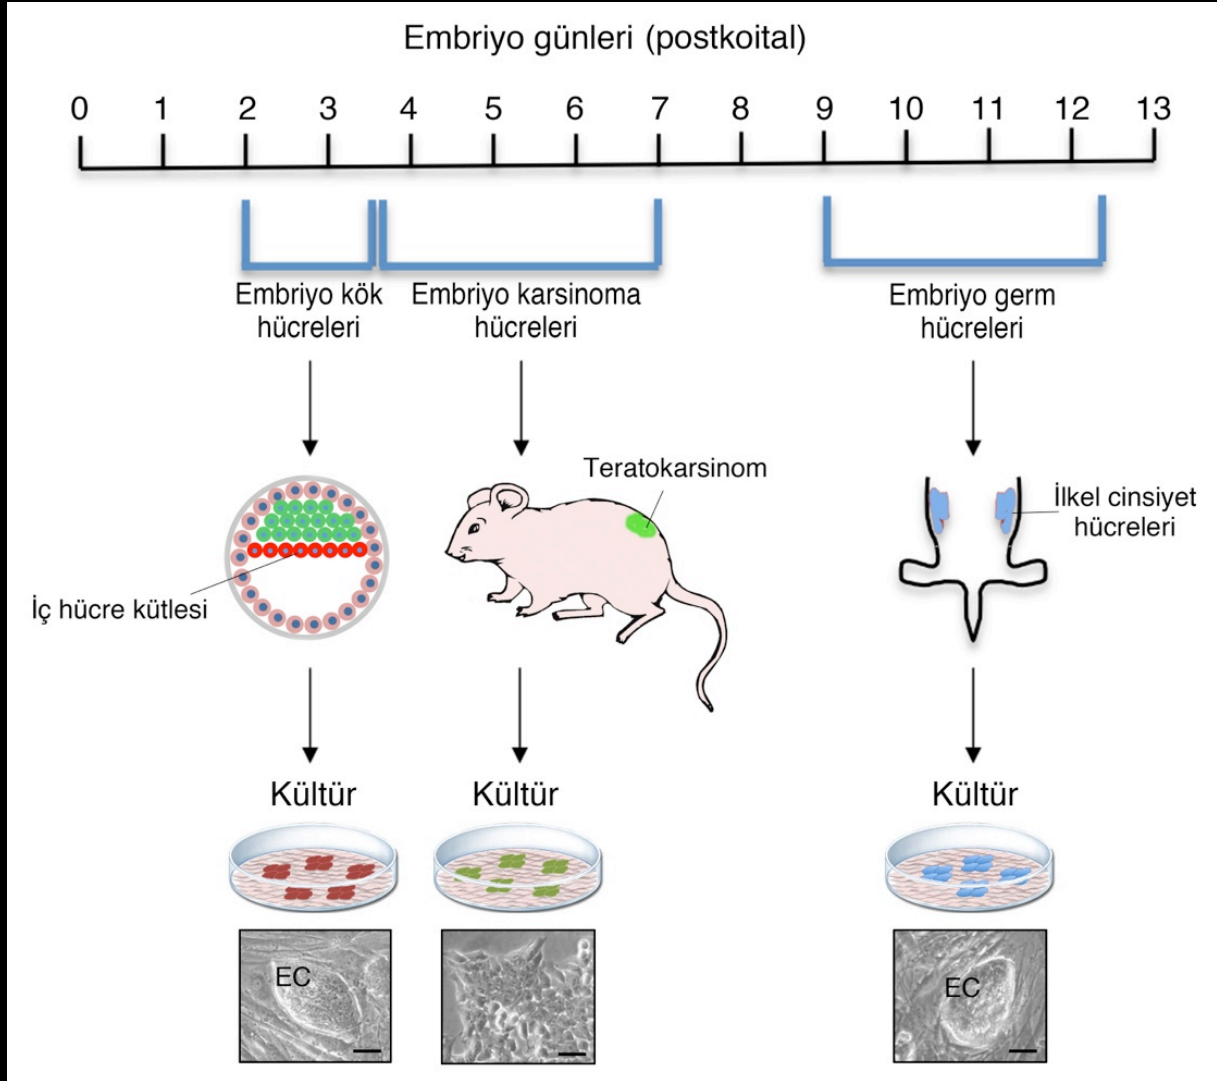 Embriyo günleri (postkoital)
0 1 2 3 4 5 6 7 8 9 10 11 12 13
Embriyo kök
hücreleri
Embriyo karsinoma
hücreleri
Embriyo germ
hücreleri
Teratokarsinom
İlkel cinsiyet
hücreleri
İç hücre kütlesi
Kültür
Kültür
Kültür
EC
EC